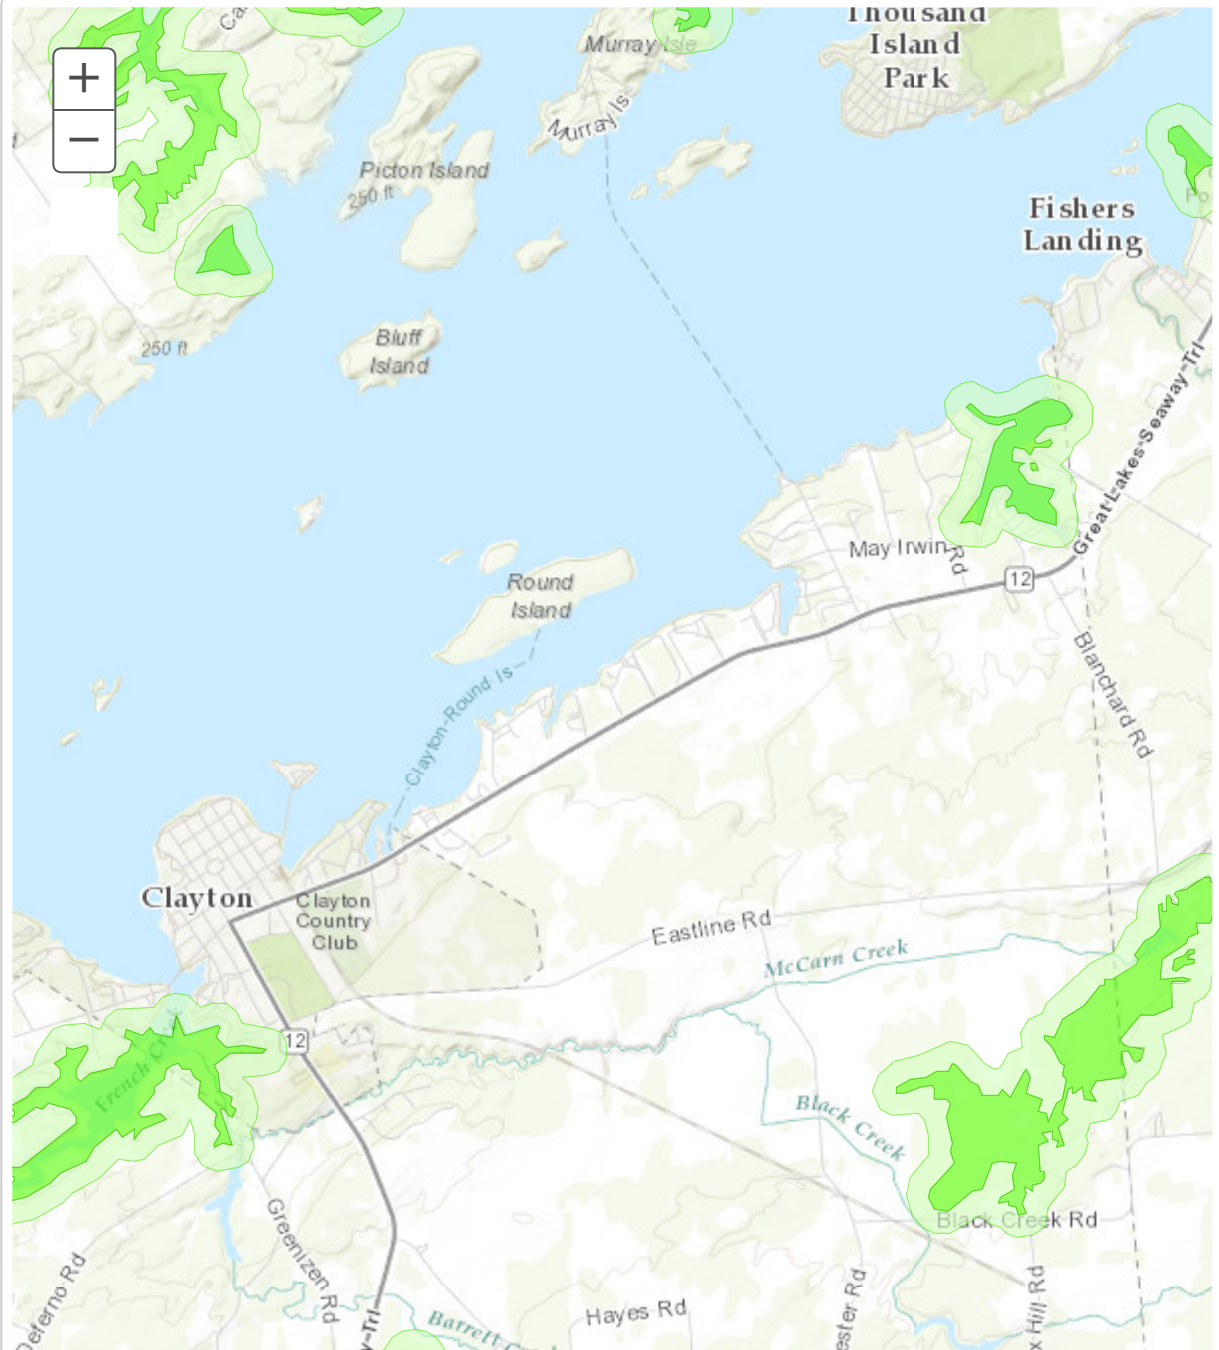 Thousand
Island
Park
Murray Isle
+
−
Murray Is
Picton Island
250 ft
Fishers
Landing
Bluff
Island
250 ft
Great Lakes Seaway Trl
May Irwin Rd
12
Round
Island
Clayton-Round Is
Blanchard Rd
Clayton
Clayton
Country
Club
Eastline Rd
McCarn Creek
French Creek
12
Black Creek
Black Creek Rd
Greenizen Rd
Deferno Rd
Hayes Rd
Barrett